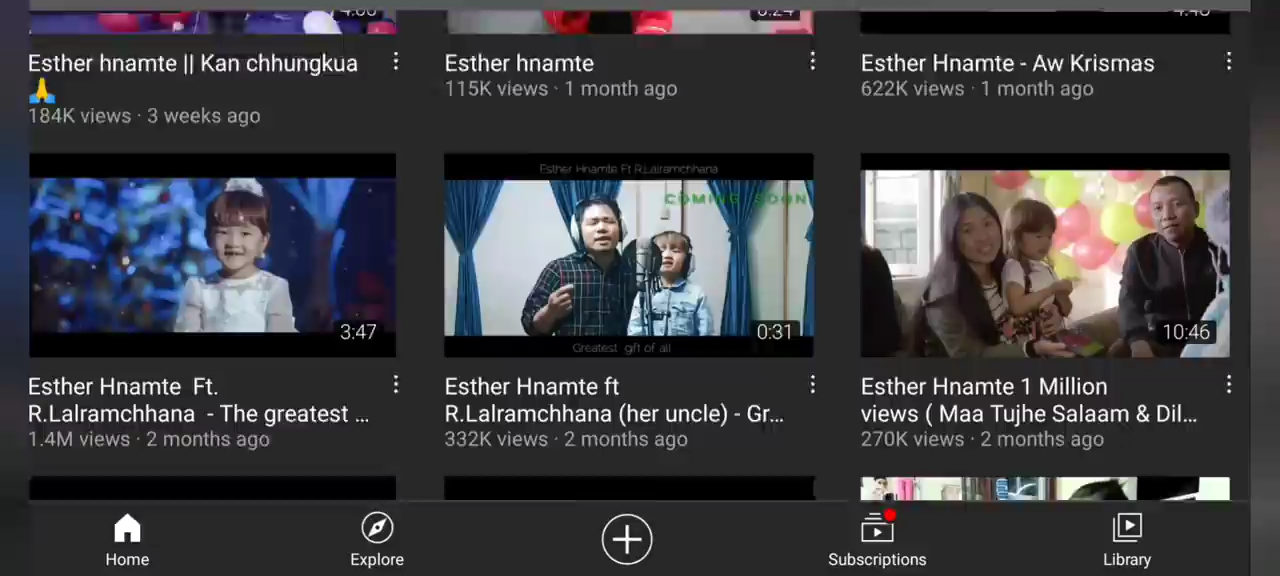 Esther hnamte || Kan chhungkua
🙏
184K views · 3 weeks ago
Esther hnamte
115K views · 1 month ago
Esther Hnamte - Aw Krismas
622K views · 1 month ago
Esther Hnamte Ft R.Lalramchhana
COMING SOON
3:47
Greatest gift of all
0:31
10:46
Esther Hnamte Ft.
R.Lalramchhana - The greatest ...
1.4M views · 2 months ago
Esther Hnamte ft
R.Lalramchhana (her uncle) - Gr...
332K views · 2 months ago
Esther Hnamte 1 Million
views ( Maa Tujhe Salaam & Dil...
270K views · 2 months ago
Home
Explore
Subscriptions
Library